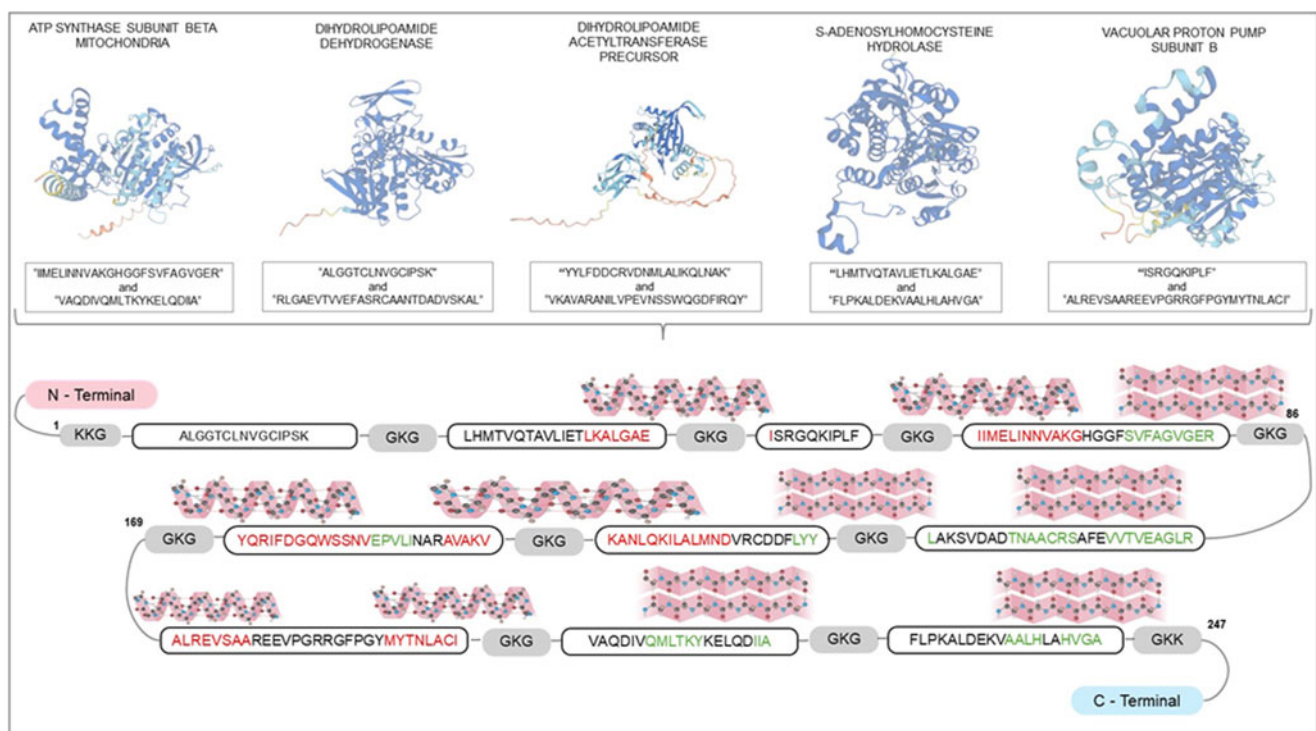 ATP SYNTHASE SUBUNIT BETA
MITOCHONDRIA
DIHYDROLIPOAMIDE
DEHYDROGENASE
DIHYDROLIPOAMIDE
ACETYLTRANSFERASE
PRECURSOR
S-ADENOSYLHOMOCYSTEINE
HYDROLASE
VACUOLAR PROTON PUMP
SUBUNIT B
"IIMELINNVAKGHGGFSVFAGVGER"
and
"VAQDIVQMLTKYKELQDIIA"
"ALGGTCLNVGCIPSK"
and
"RLGAEVTVVEFASRCAANTDADVSKAL"
"YYLFDDCRVDNMLALIKQLNAK"
and
"VKAVARANILVPEVNSSWQGDFIRQY"
"LHMTVQTAVLIETLKALGAE"
and
"FLPKALDEKVAALHLAHVGA"
"ISRGQKIPLF"
and
"ALREVSAAREEVPGRRGFPGYMYTNLACI"
N - Terminal
1
KKG
ALGGTCLNVGCIPSK
GKG
LHMTVQTAVLIETLKALGAE
GKG
ISRGQKIPLF
GKG
IIMELINNVAKGHGGFSVFAGVGER
86
GKG
169
GKG
YQRIFDGQWSSNVEPVLINARAVAKV
GKG
KANLQKILALMNDVRCDDFLYY
GKG
LAKSVDADTNAACRSAFEVVTVEAGLR
ALREVSAAREEVPGRRGFPGYMYTNLACI
GKG
VAQDIVQMLTKYKELQDIIA
GKG
FLPKALDEKVAALHLAHVGA
GKK
247
C - Terminal